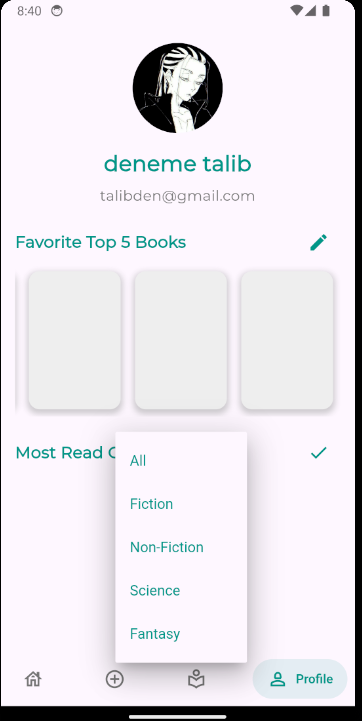 8:40
deneme talib
talibden@gmail.com
Favorite Top 5 Books
Most Read
All
Fiction
Non-Fiction
Science
Fantasy
Profile